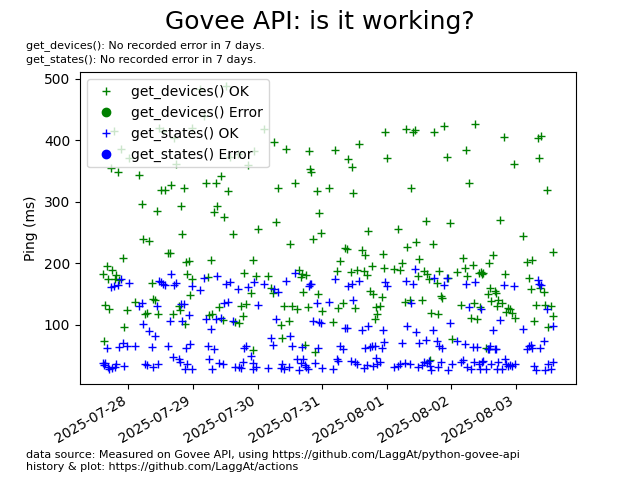 Govee API: is it working?
get_devices(): No recorded error in 7 days.
get_states(): No recorded error in 7 days.
get_devices() OK
get_devices() Error
get_states() OK
get_states() Error
Ping (ms)
500
400
300
200
100
2025-07-28
2025-07-29
2025-07-30
2025-07-31
2025-08-01
2025-08-02
2025-08-03
data source: Measured on Govee API, using https://github.com/LaggAt/python-govee-api
history & plot: https://github.com/LaggAt/actions